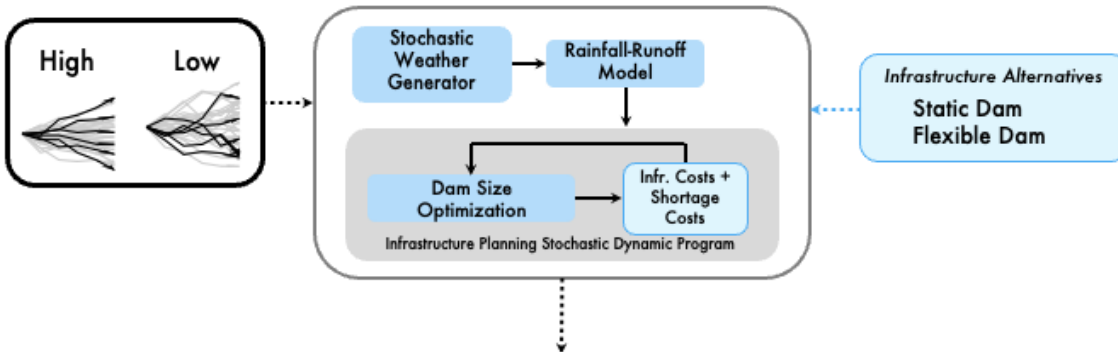 High
Low
Stochastic
Weather
Generator
Rainfall-Runoff
Model
Dam Size
Optimization
Infr. Costs +
Shortage
Costs
Infrastructure Planning Stochastic Dynamic Program
Infrastructure Alternatives
Static Dam
Flexible Dam